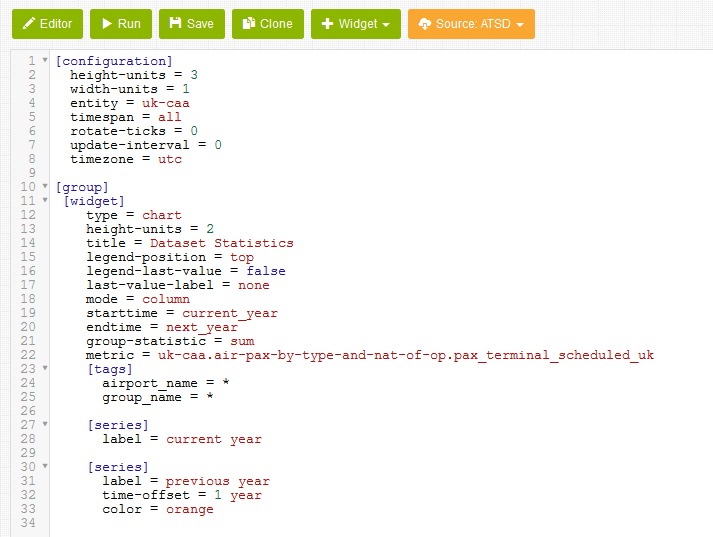 Editor Run Save Clone Widget Source: ATSD
1 [configuration]
2 height-units = 3
3 width-units = 1
4 entity = uk-caa
5 timespan = all
6 rotate-ticks = 0
7 update-interval = 0
8 timezone = utc
9
10 [group]
11 [widget]
12 type = chart
13 height-units = 2
14 title = Dataset Statistics
15 legend-position = top
16 legend-last-value = false
17 last-value-label = none
18 mode = column
19 starttime = current_year
20 endtime = next_year
21 group-statistic = sum
22 metric = uk-caa.air-pax-by-type-and-nat-of-op.pax_terminal_scheduled_uk
23 [tags]
24 airport_name = *
25 group_name = *
26
27 [series]
28 label = current year
29
30 [series]
31 label = previous year
32 time-offset = 1 year
33 color = orange
34